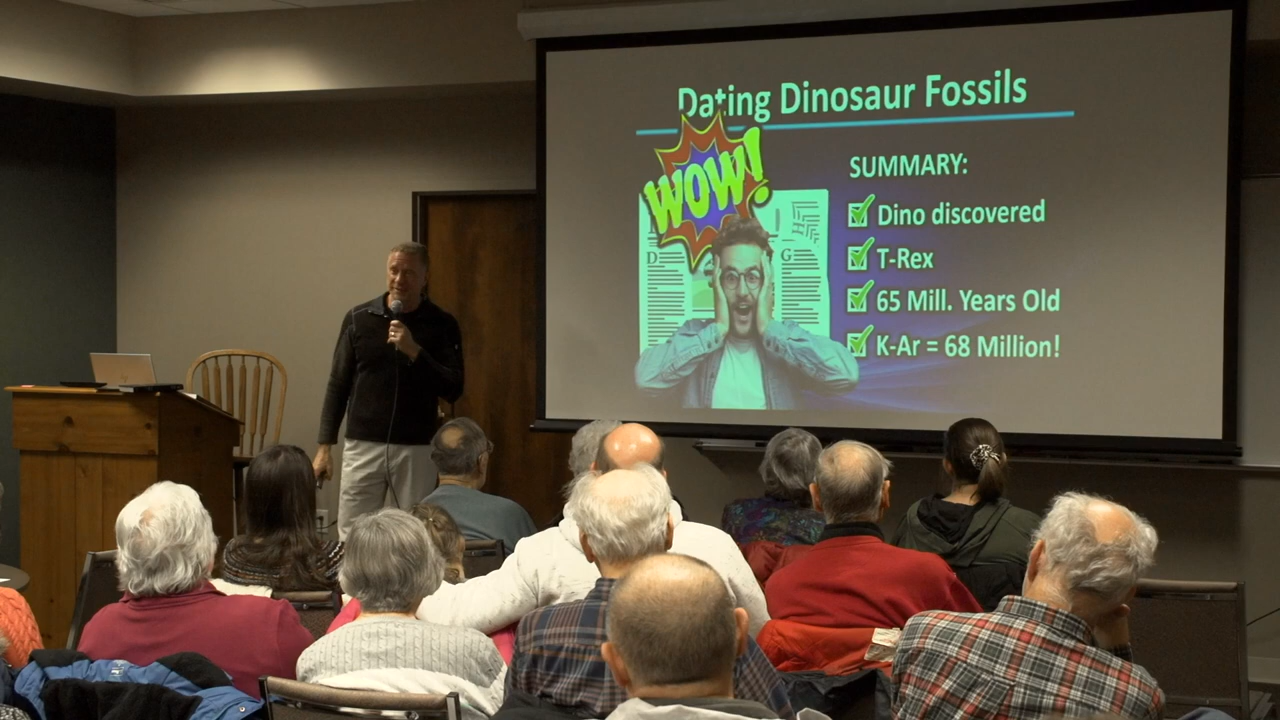 Dating Dinosaur Fossils
WOW!
D
G
SUMMARY:
Dino discovered
T-Rex
65 Mill. Years Old
K-Ar = 68 Million!